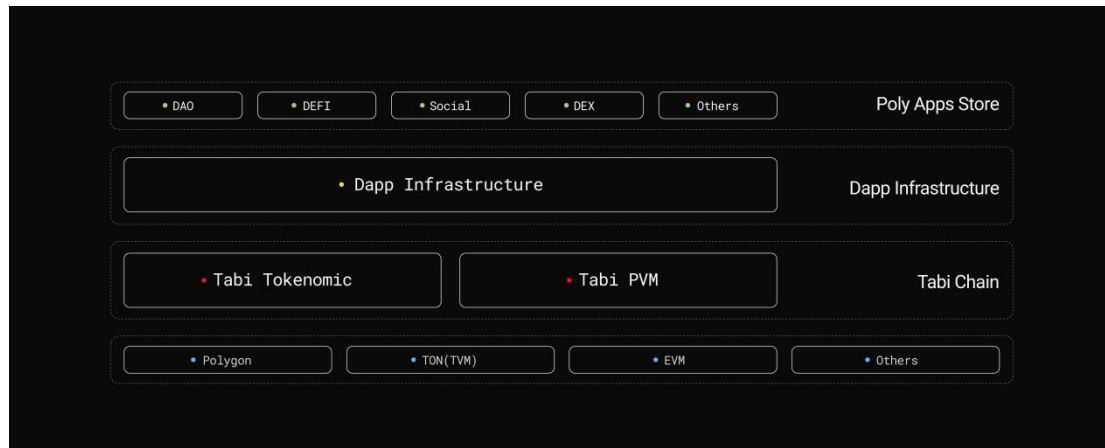 DAO
DEFI
Social
DEX
Others
Poly Apps Store
Dapp Infrastructure
Dapp Infrastructure
Tabi Tokenomic
Tabi PVM
Tabi Chain
Polygon
TON(TVM)
EVM
Others